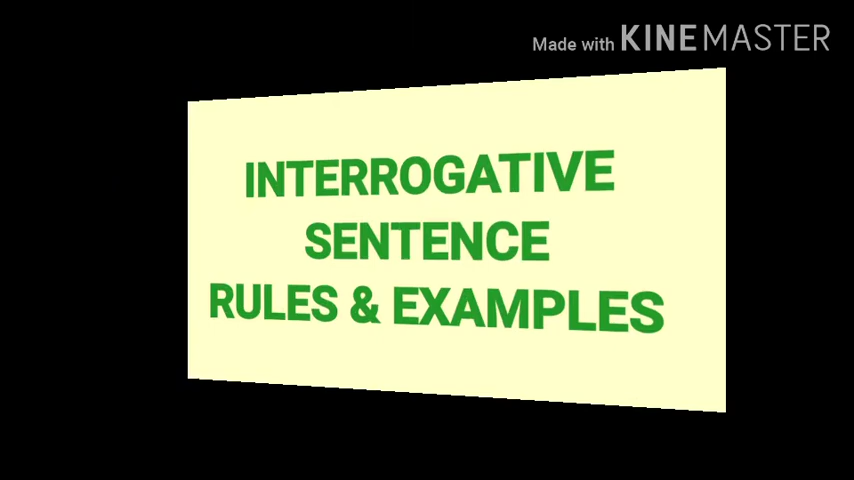 Made with KINEMASTER
INTERROGATIVE
SENTENCE
RULES & EXAMPLES